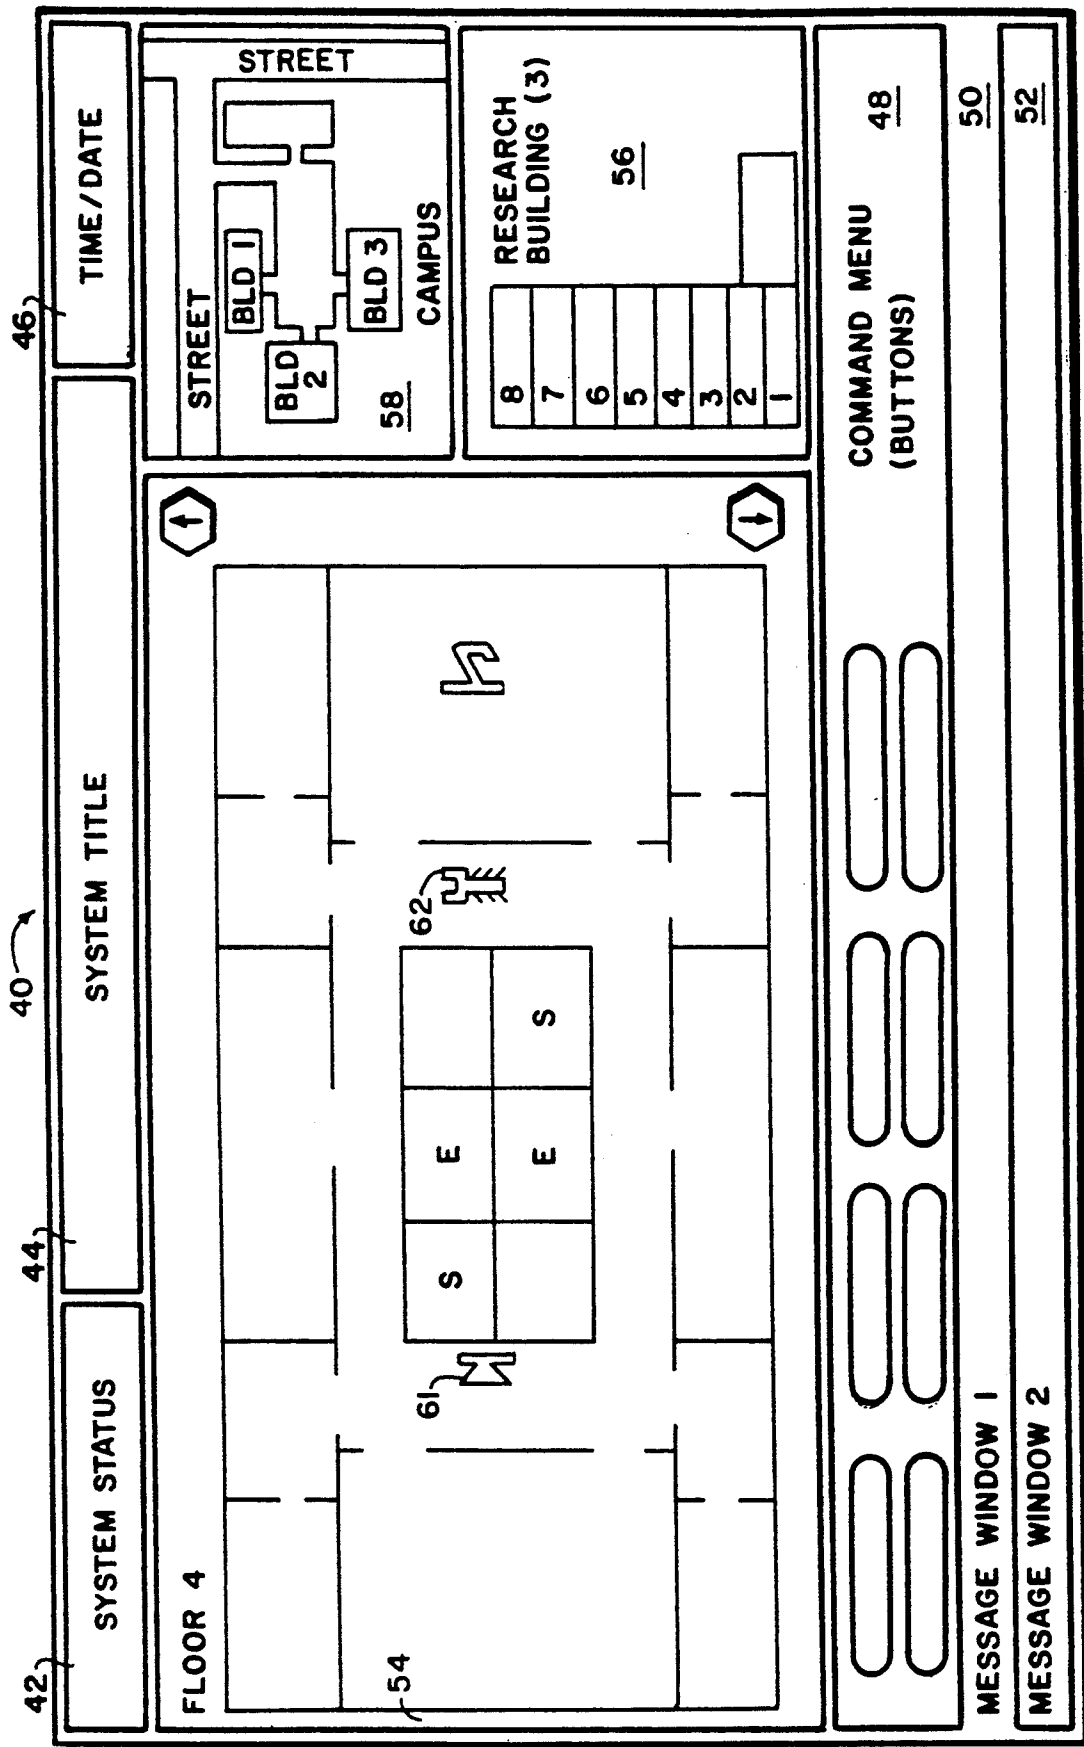 40
42
44
46
SYSTEM STATUS
SYSTEM TITLE
TIME/DATE
FLOOR 4
54
61
62
S
E
E
S
STREET
STREET
BLD 1
BLD
2
BLD 3
58
CAMPUS
RESEARCH
BUILDING (3)
56
8
7
6
5
4
3
2
1
COMMAND MENU
(BUTTONS)
48
MESSAGE WINDOW 1
50
MESSAGE WINDOW 2
52